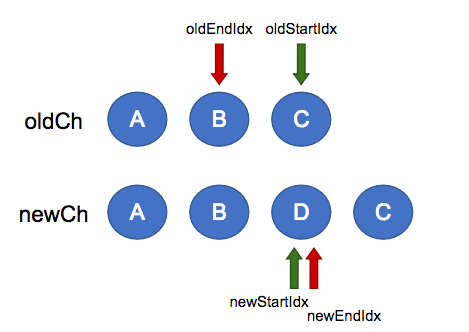 oldEndIdx oldStartIdx
oldCh A B C
newCh A B D C
newStartIdx
newEndIdx